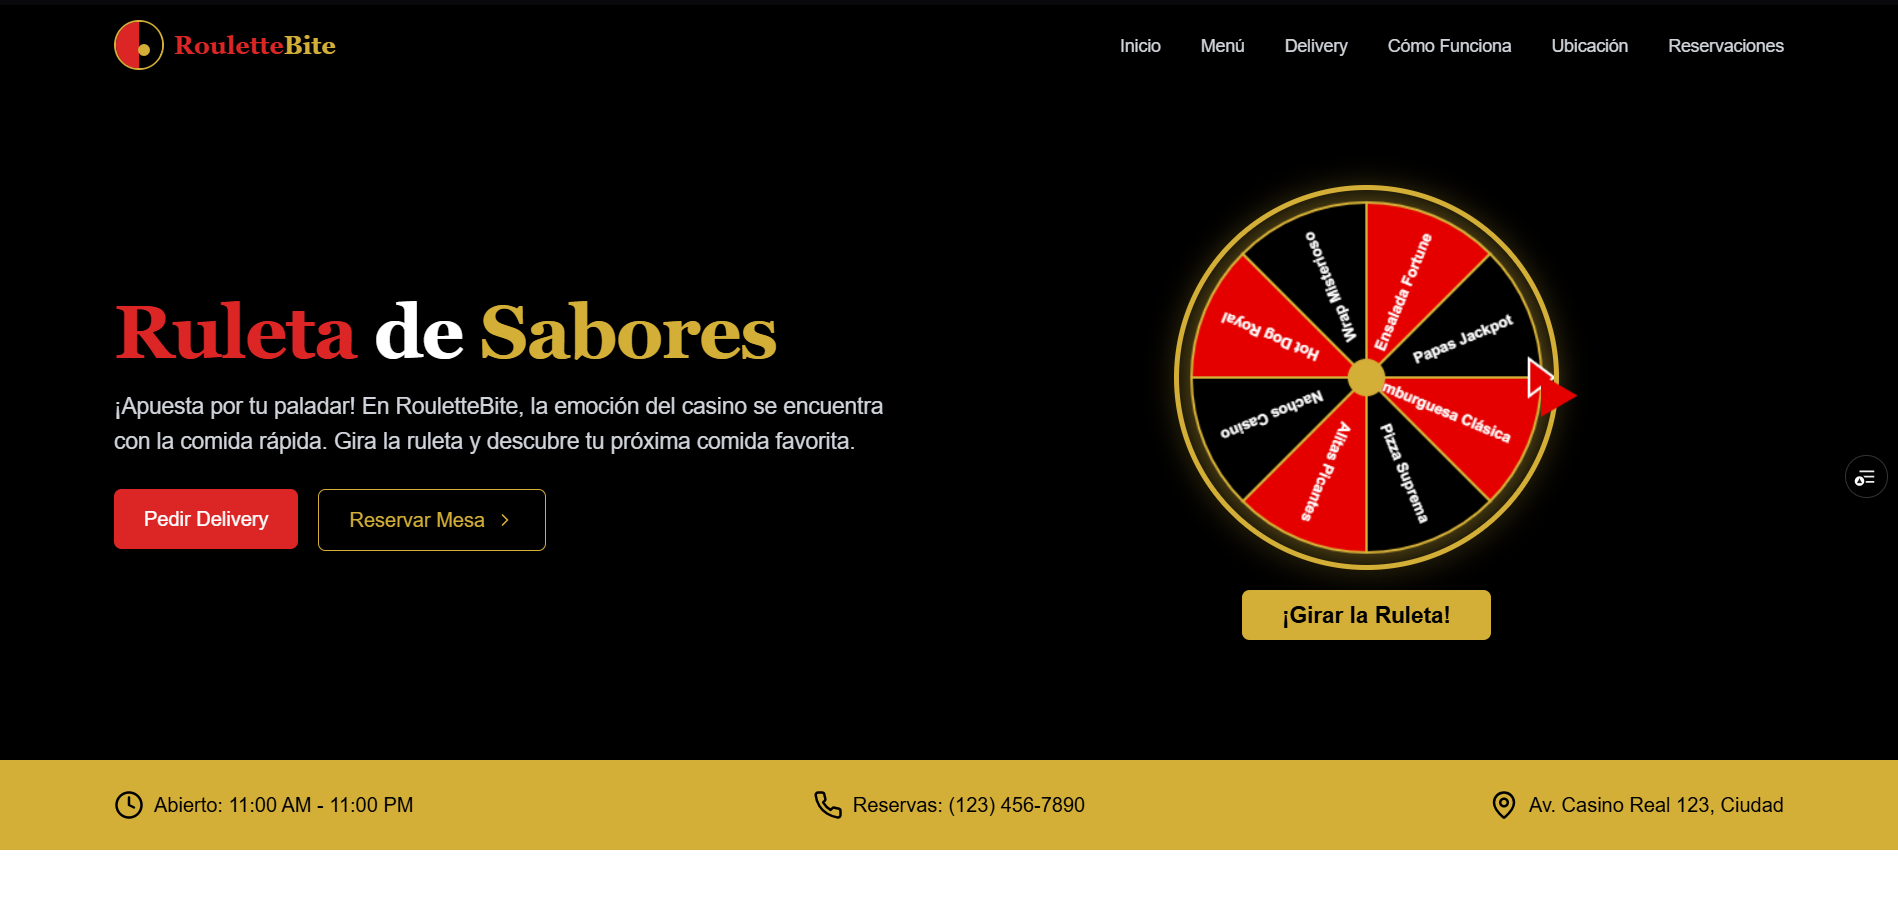 RouletteBite
Inicio
Menú
Delivery
Cómo Funciona
Ubicación
Reservaciones
Ruleta de Sabores
¡Apuesta por tu paladar! En RouletteBite, la emoción del casino se encuentra
con la comida rápida. Gira la ruleta y descubre tu próxima comida favorita.
Pedir Delivery
Reservar Mesa
Ensalada Fortune
Papas Jackpot
mburguesa Clásica
Pizza Suprema
Alitas Picantes
Nachos Casino
Hot Dog Royal
Wrap Misterioso
¡Girar la Ruleta!
Abierto: 11:00 AM - 11:00 PM
Reservas: (123) 456-7890
Av. Casino Real 123, Ciudad